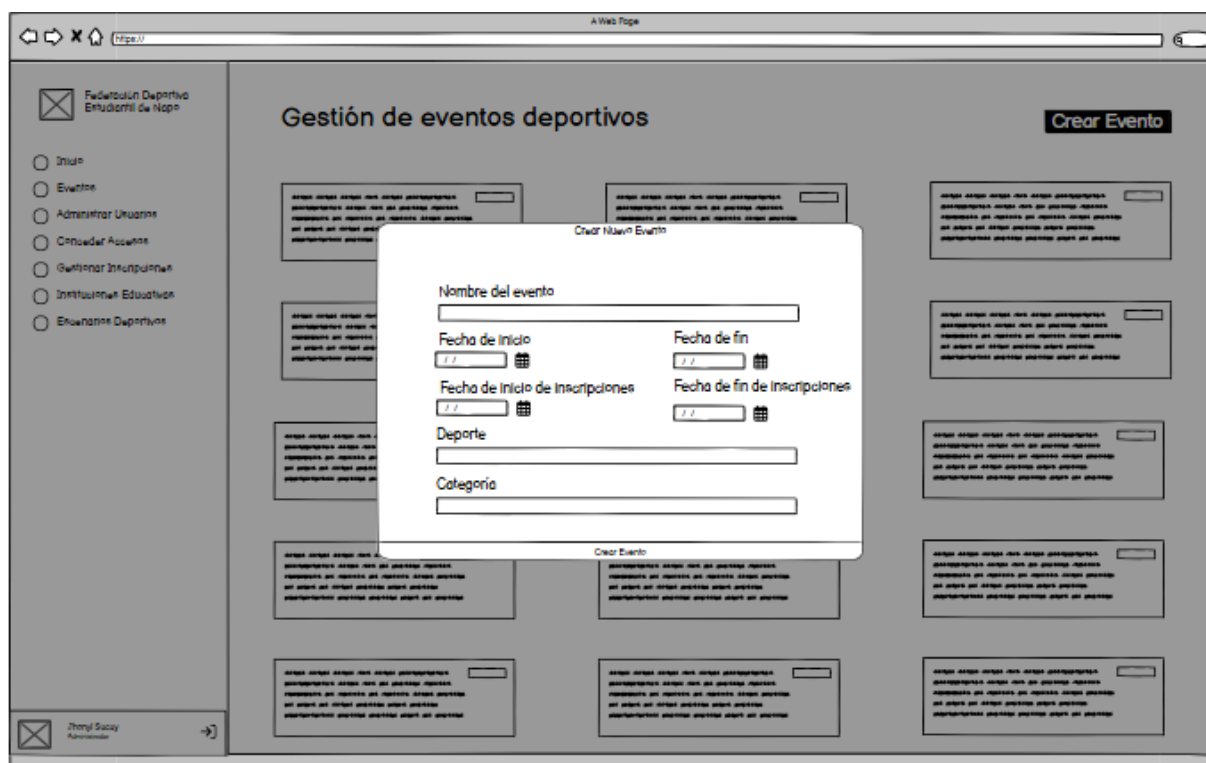 A Web Page
https://
Federación Deportiva
Estudiantil de Napo
Gestión de eventos deportivos
Crear Evento
Inicio
Eventos
Administrar Usuarios
Conceder Accesos
Gestionar Inscripciones
Instituciones Educativas
Escenarios Deportivos
Crear Nuevo Evento
Nombre del evento
Fecha de inicio
Fecha de fin
/ /
/ /
Fecha de inicio de inscripciones
Fecha de fin de inscripciones
/ /
/ /
Deporte
Categoría
Crear Evento
Administrador